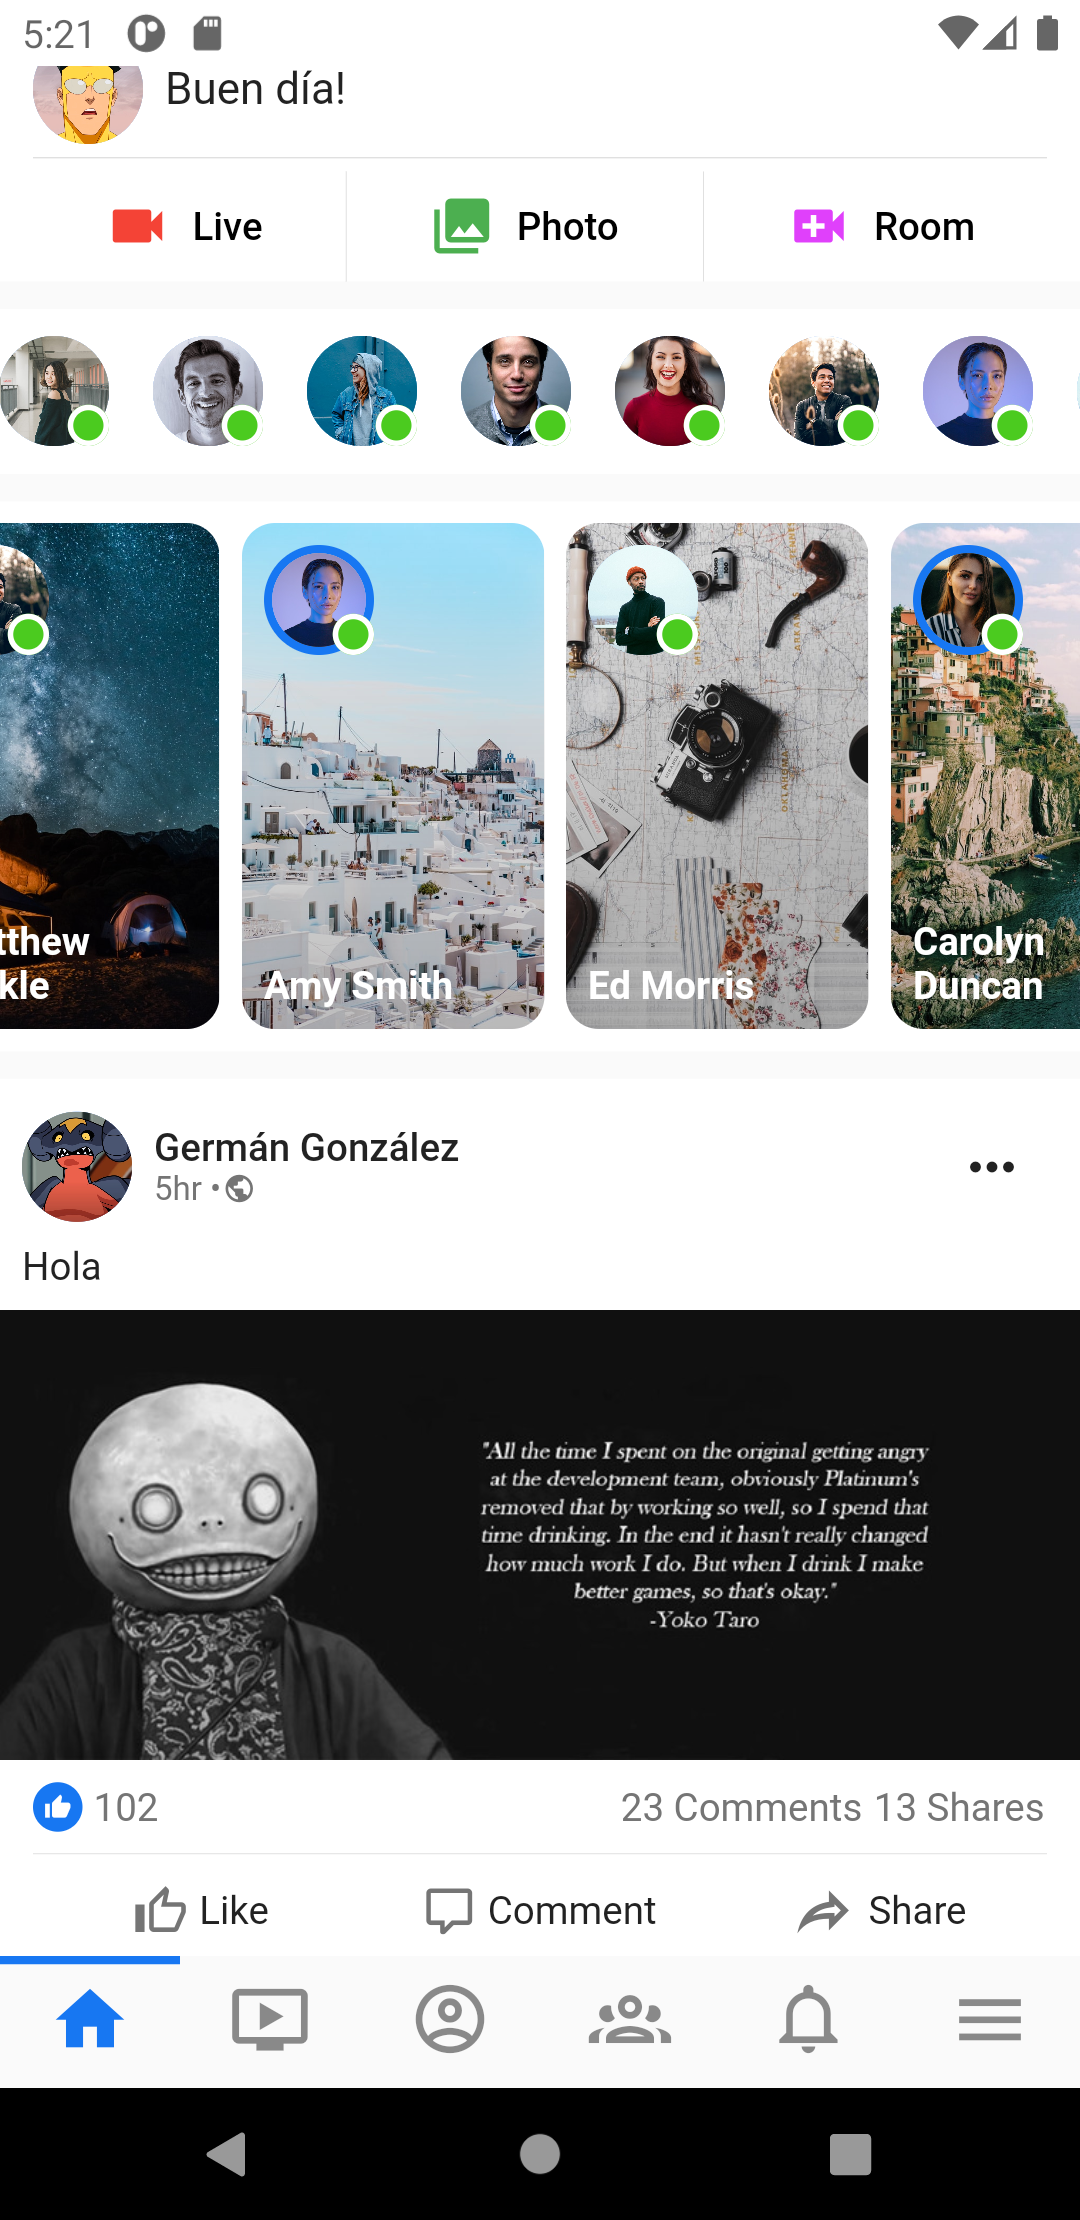 5:21
Buen día!
Live
Photo
Room
tthew
kle
Amy Smith
Ed Morris
Carolyn
Duncan
Germán González
5hr •
Hola
"All the time I spent on the original getting angry
at the development team, obviously Platinum's
removed that by working so well, so I spend that
time drinking. In the end it hasn't really changed
how much work I do. But when I drink I make
better games, so that's okay."
-Yoko Taro
102
23 Comments 13 Shares
Like
Comment
Share